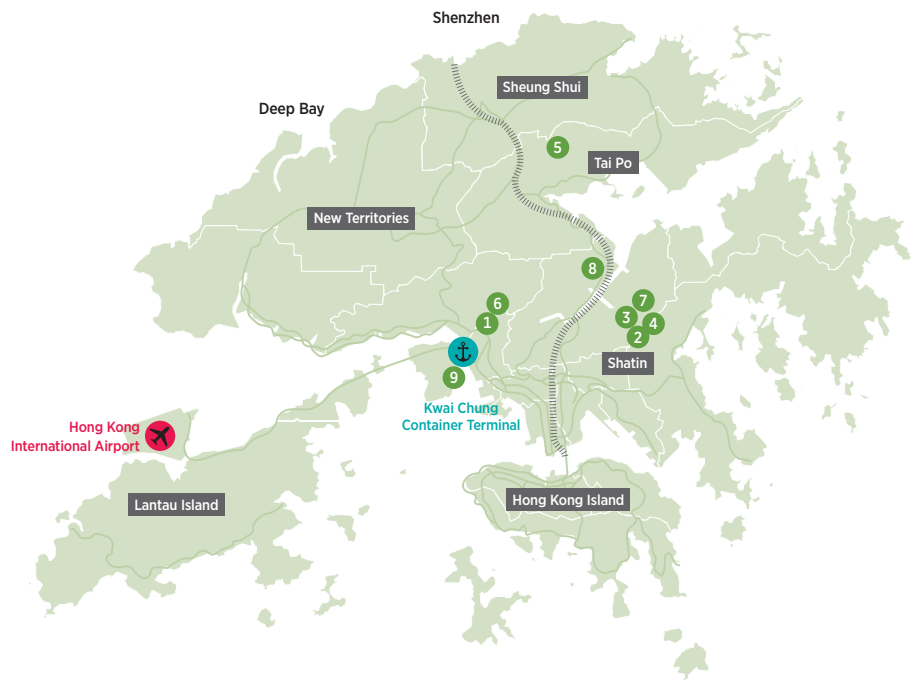 Shenzhen
Sheung Shui
Deep Bay
5
Tai Po
New Territories
8
6
7
1
3
4
2
Shatin
9
Kwai Chung
Container Terminal
Hong Kong
International Airport
Lantau Island
Hong Kong Island